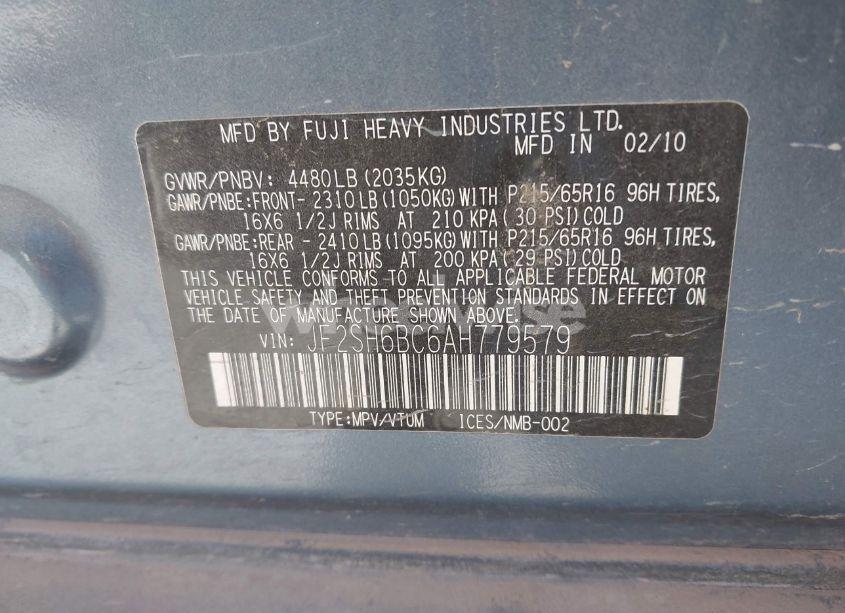 MFD BY FUJI HEAVY INDUSTRIES LTD.
MFD IN 02/10
GVWR/PNBV: 4480LB(2035KG)
GAWR/PNBE:FRONT- 2310LB(1050KG)WITH P215/65R16 96H TIRES,
16X6 1/2J RIMS AT 210 KPA(30 PSI)COLD
GAWR/PNBE:REAR - 2410LB(1095KG)WITH P215/65R16 96H TIRES,
16X6 1/2J RIMS AT 200 KPA(29 PSI)COLD
THIS VEHICLE CONFORMS TO ALL APPLICABLE FEDERAL MOTOR
VEHICLE SAFETY AND THEFT PREVENTION STANDARDS IN EFFECT ON
THE DATE OF MANUFACTURE SHOWN ABOVE.
VIN: JF2SH6BC6AH779579
TYPE:MPV/VTUM ICES/NMB-002